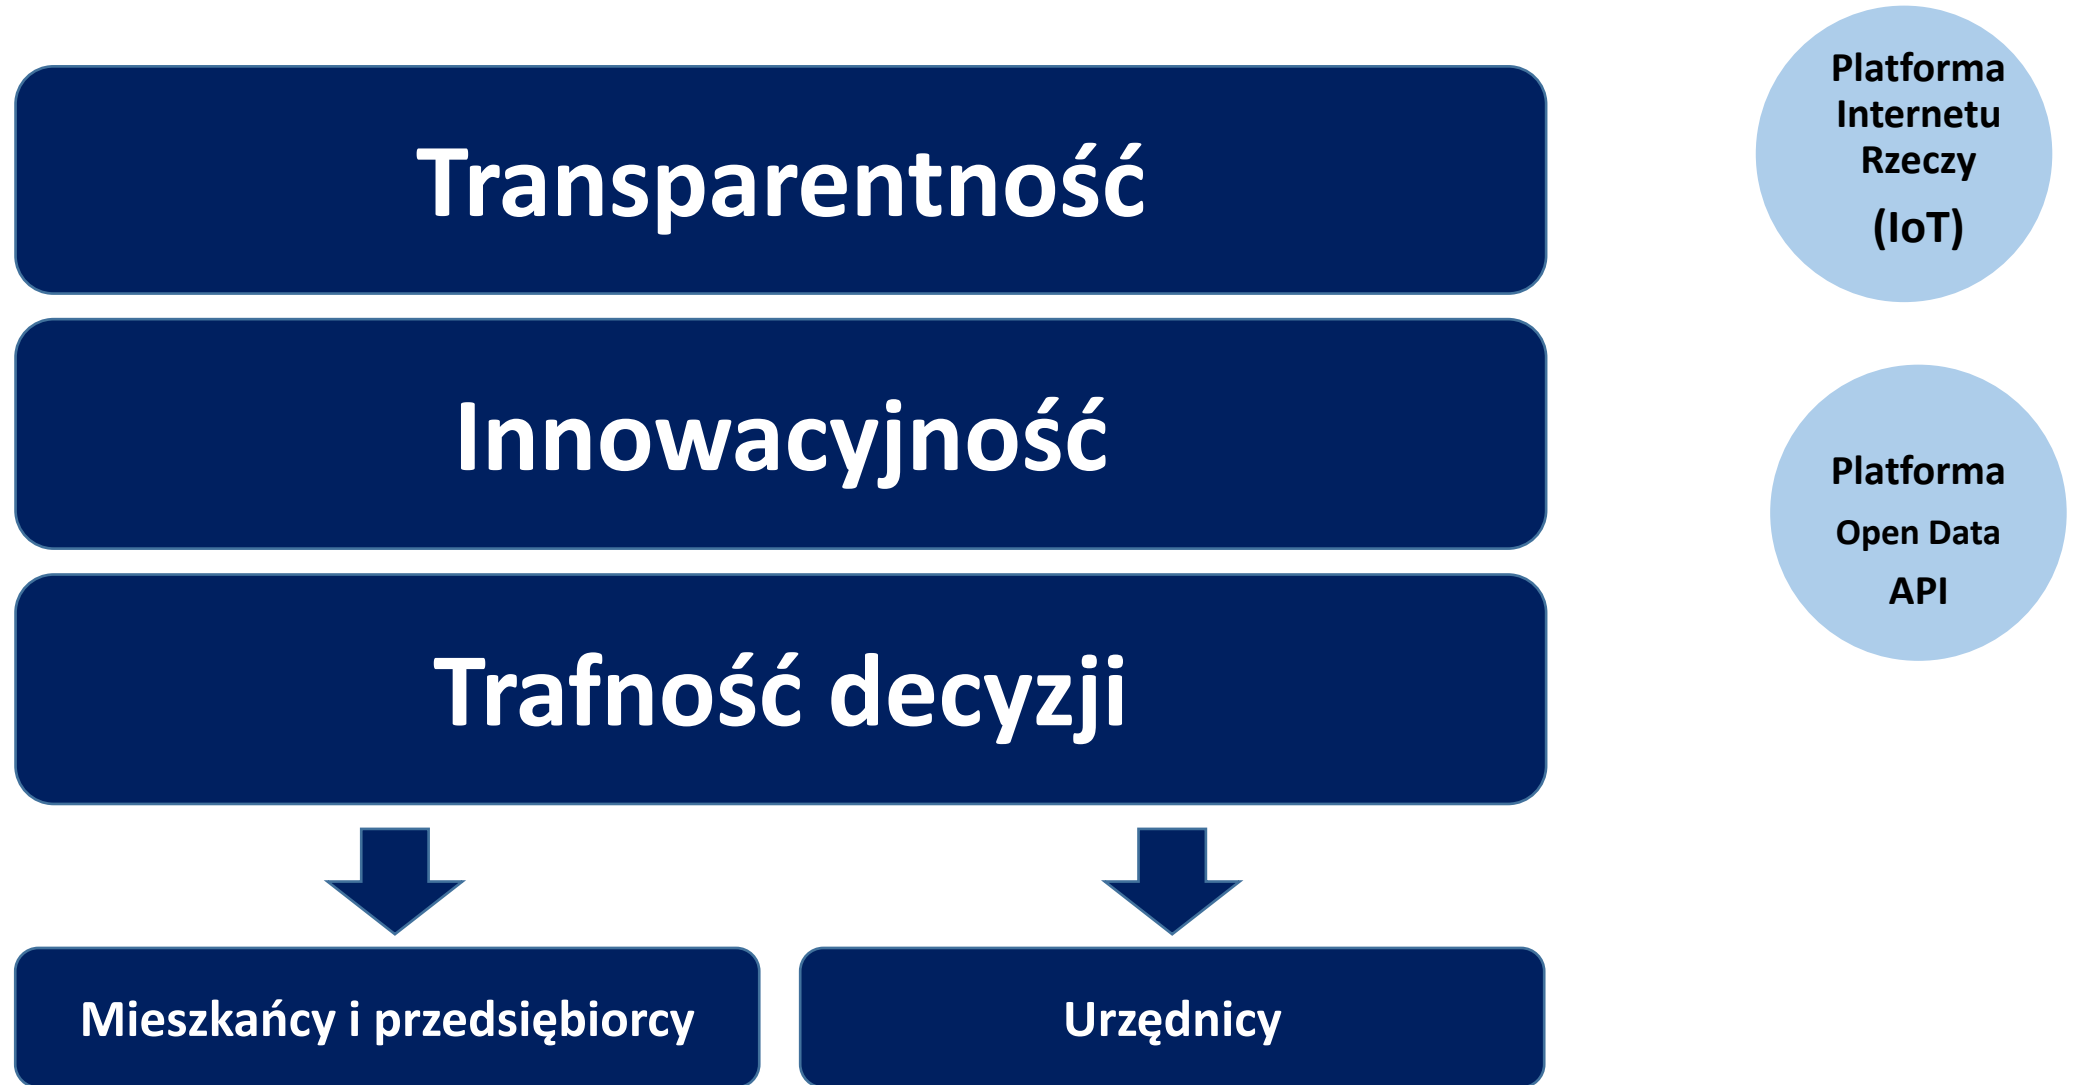 Transparentność
Innowacyjność
Trafność decyzji
Mieszkańcy i przedsiębiorcy
Urzędnicy
Platforma
Internetu
Rzeczy
(IoT)
Platforma
Open Data
API